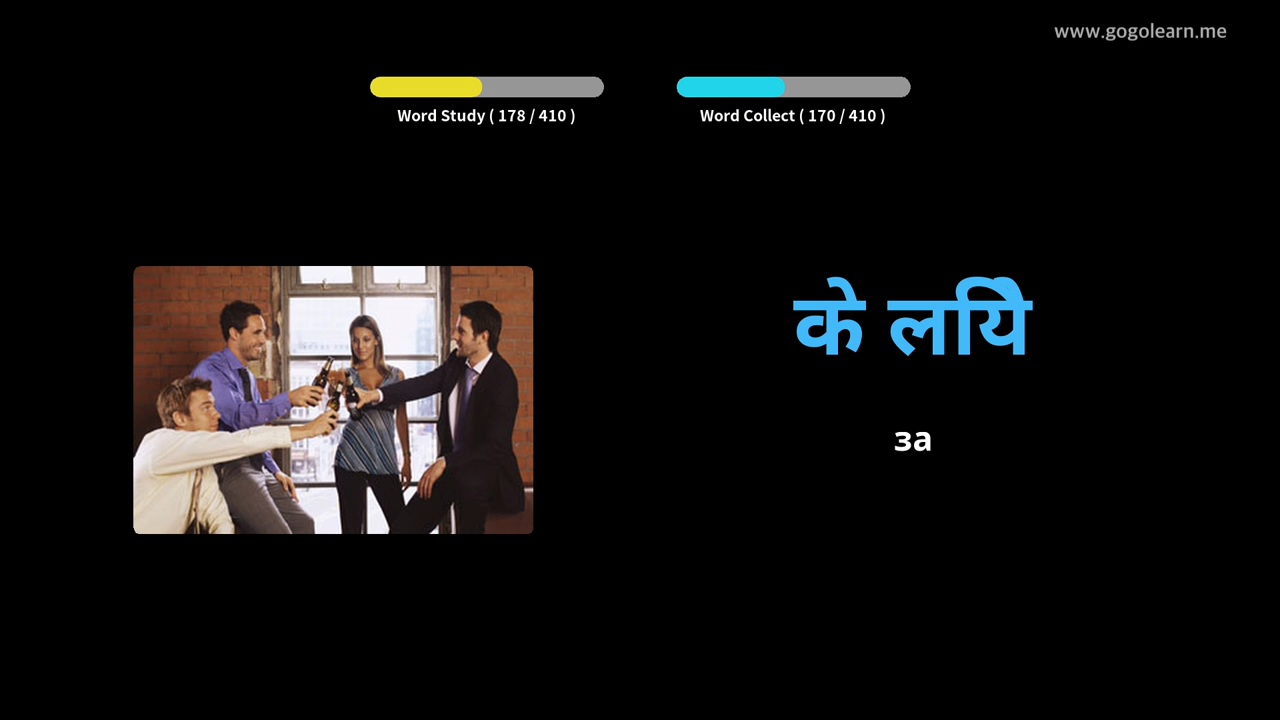 www.gogolearn.me
Word Study ( 178 / 410 )
Word Collect ( 170 / 410 )
के लयिे
за